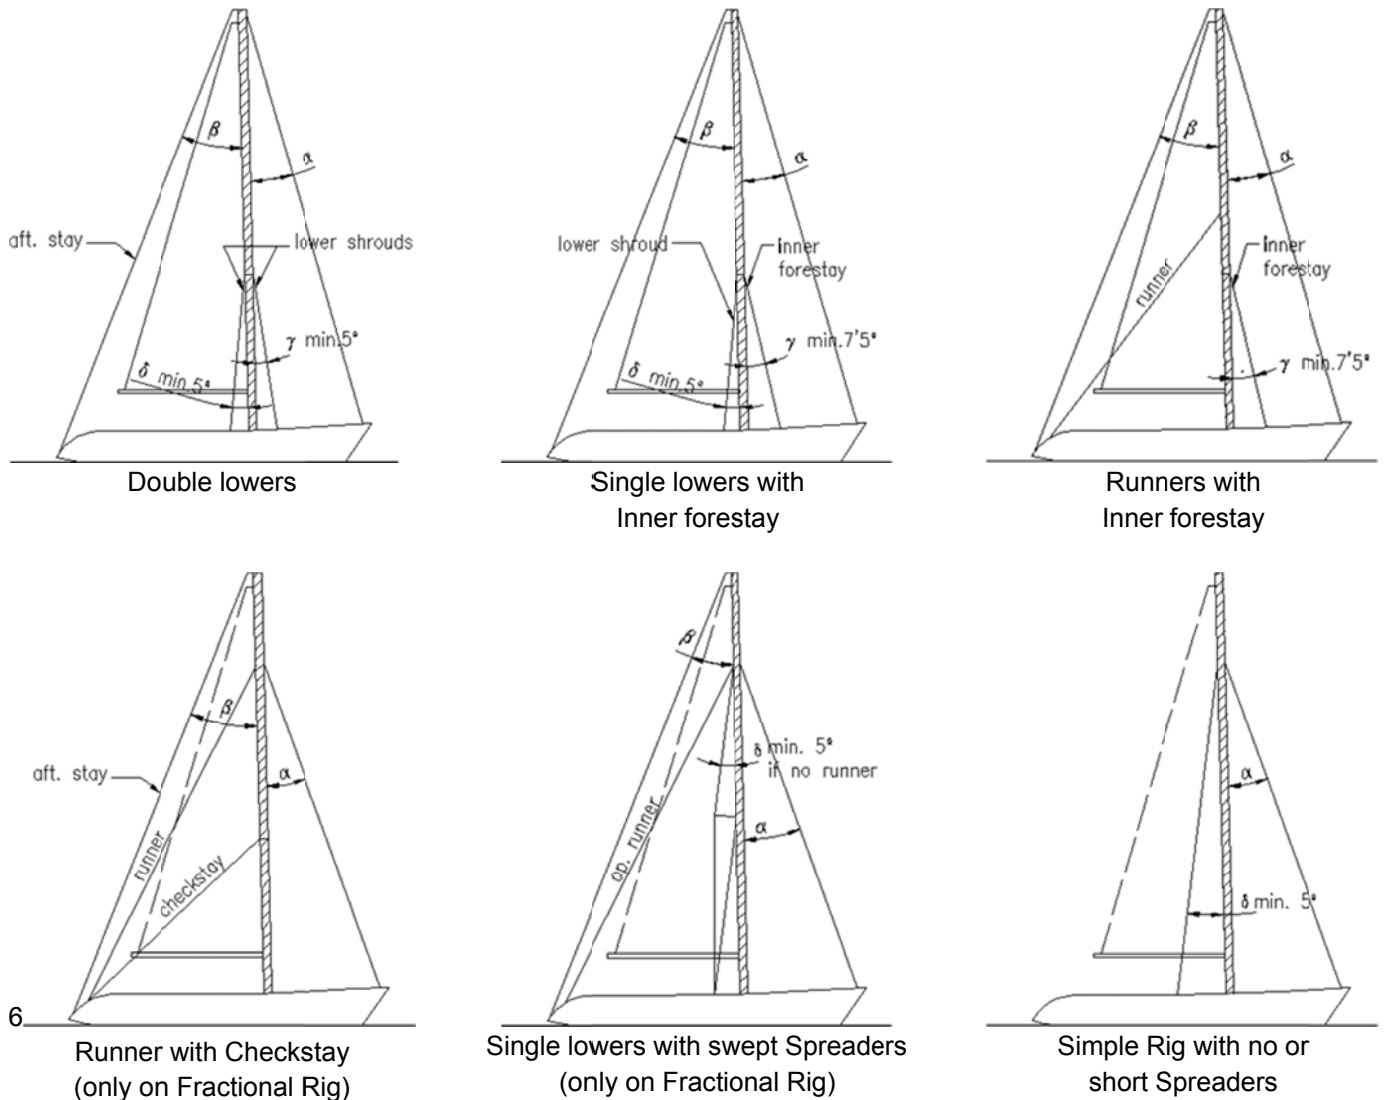 β
α
aft. stay
lower shrouds
γ min.5°
δ min.5°
Double lowers
β
α
lower shroud
Inner
forestay
γ min.7'5°
δ min.5°
Single lowers with
Inner forestay
β
α
runner
Inner
forestay
γ min.7'5°
Runners with
Inner forestay
β
aft. stay
α
runner
checkstay
6
Runner with Checkstay
(only on Fractional Rig)
β
δ min. 5°
if no runner
op. runner
α
Single lowers with swept Spreaders
(only on Fractional Rig)
α
δ min. 5°
Simple Rig with no or
short Spreaders